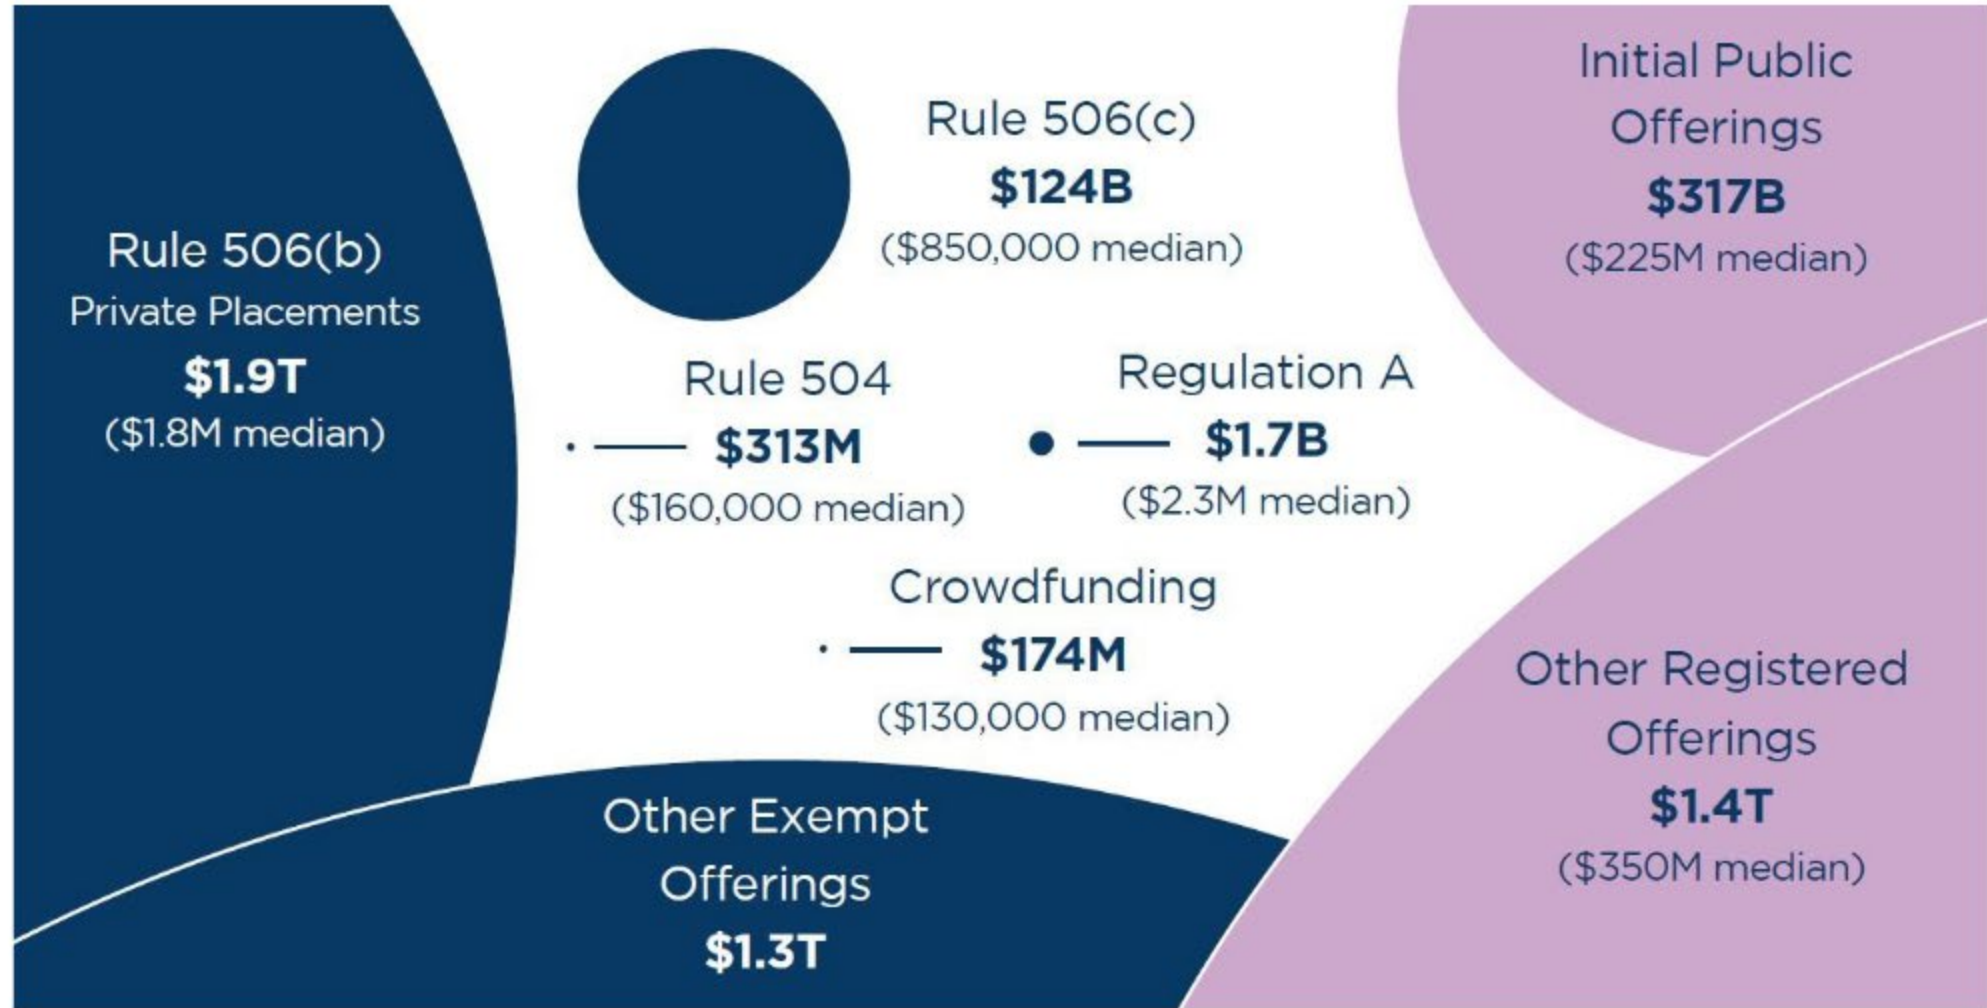 Rule 506(b)
Private Placements
$1.9T
($1.8M median)
Rule 506(c)
$124B
($850,000 median)
Initial Public
Offerings
$317B
($225M median)
Rule 504
$313M
($160,000 median)
Regulation A
$1.7B
($2.3M median)
Crowdfunding
$174M
($130,000 median)
Other Exempt
Offerings
$1.3T
Other Registered
Offerings
$1.4T
($350M median)